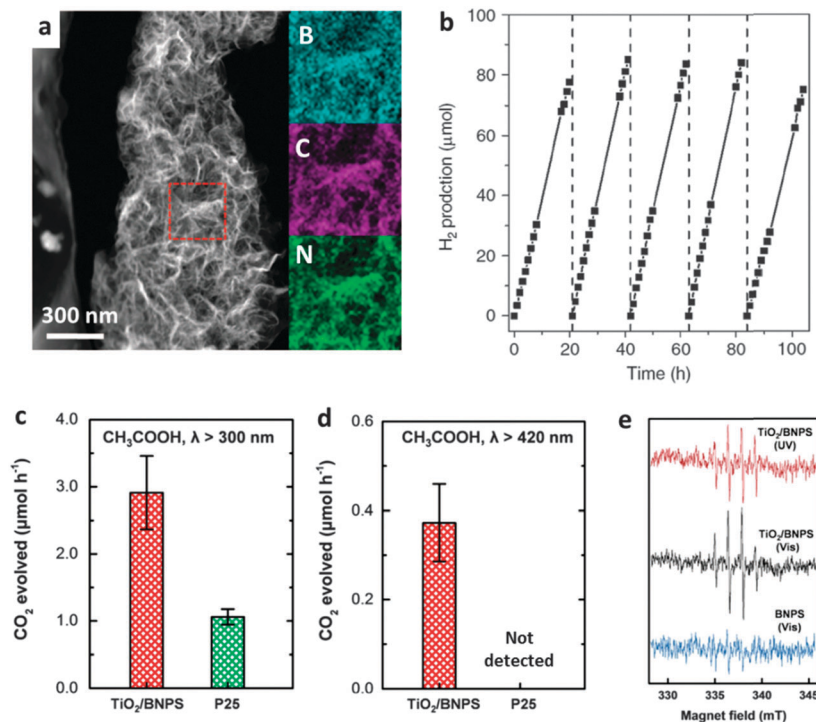 a
B
C
N
300 nm
b
100
80
60
40
20
0
H2 prodction (μmol)
0 20 40 60 80 100
Time (h)
c
CH3COOH, λ > 300 nm
4.0
3.0
2.0
1.0
0.0
CO2 evolved (μmol h-1)
TiO2/BNPS P25
d
CH3COOH, λ > 420 nm
0.6
0.4
0.2
0.0
CO2 evolved (μmol h-1)
Not
detected
TiO2/BNPS P25
e
TiO2/BNPS
(UV)
TiO2/BNPS
(Vis)
BNPS
(Vis)
330 335 340 345
Magnet field (mT)